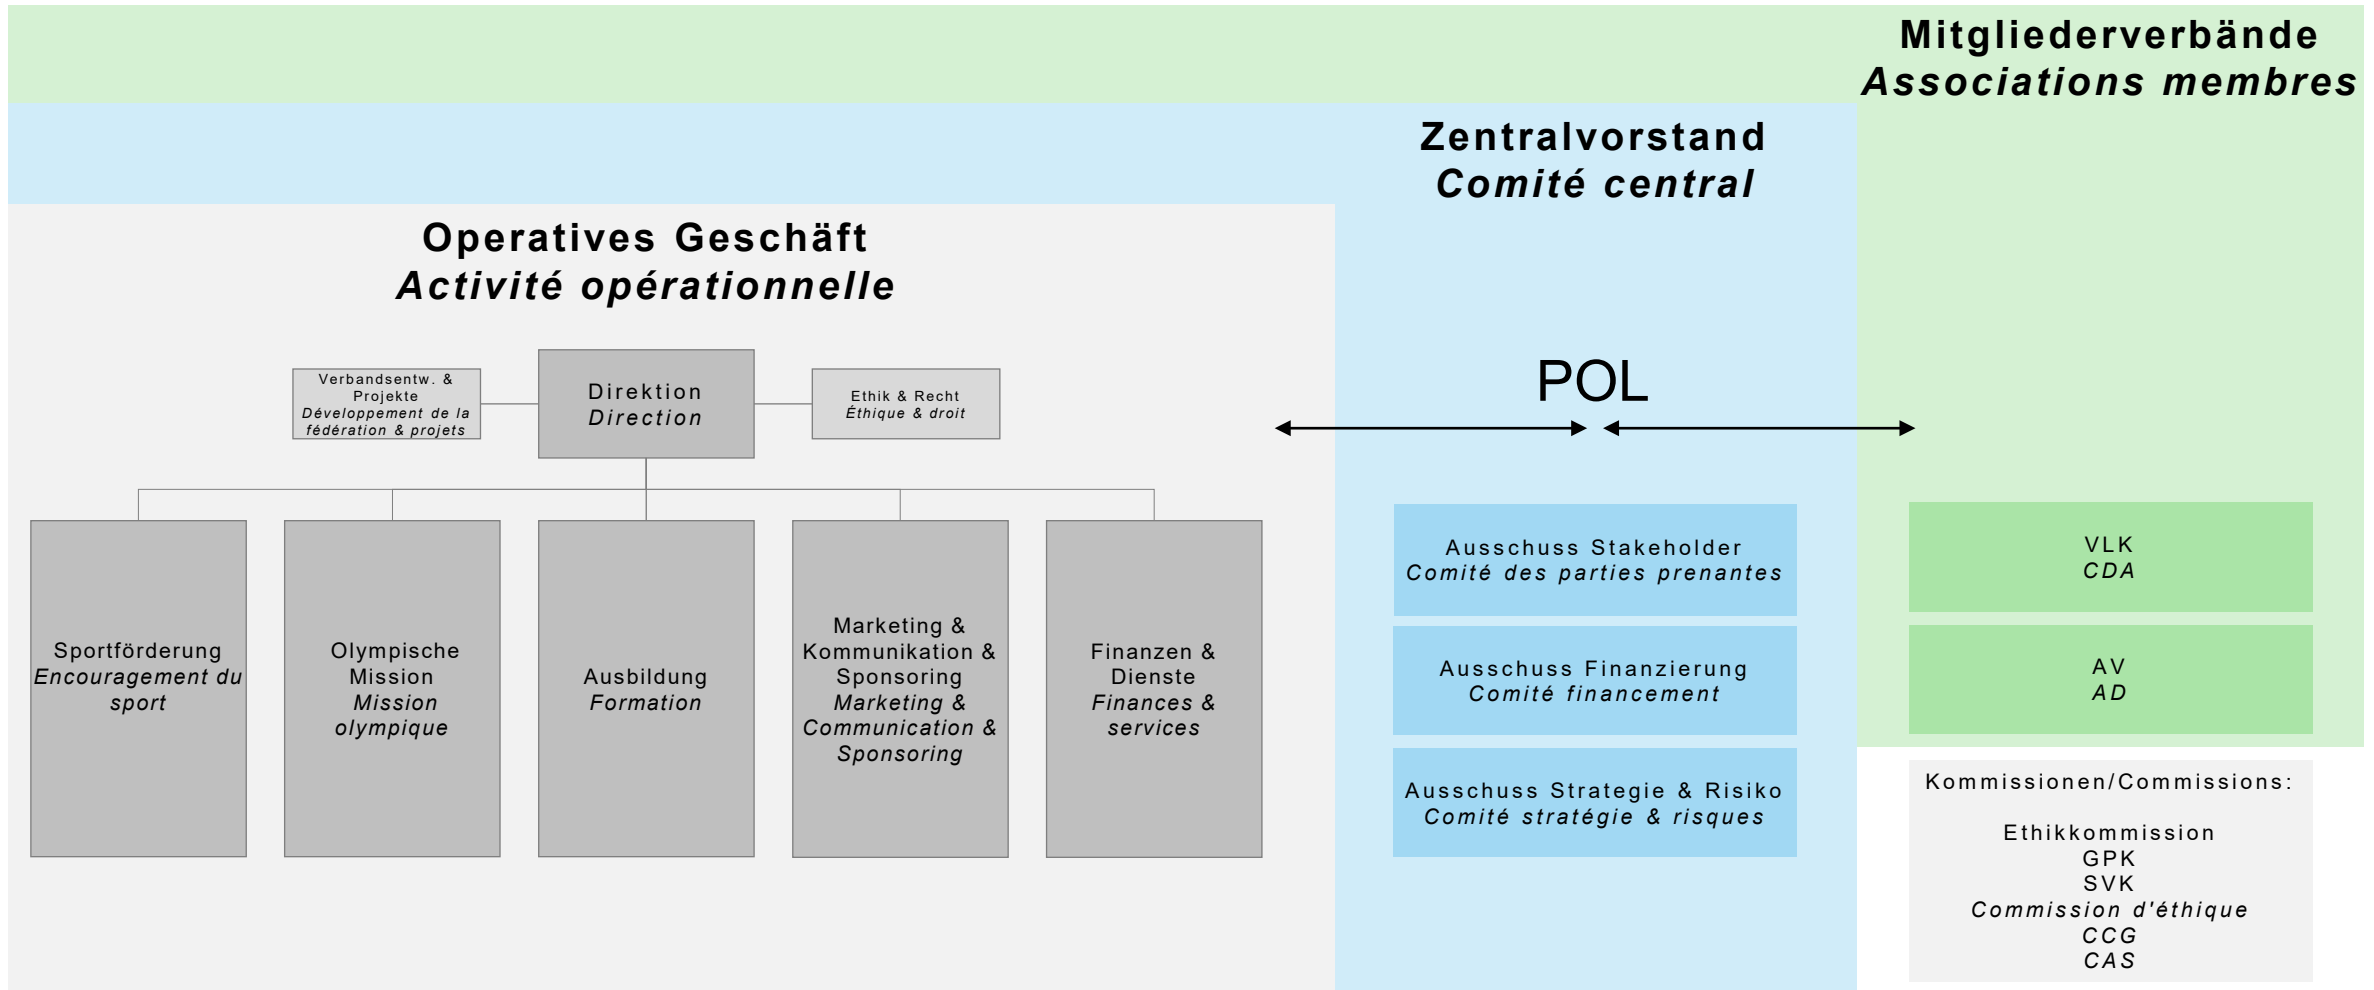 Mitgliederverbände
Associations membres
Zentralvorstand
Comité central
Operatives Geschäft
Activité opérationnelle
Verbandsentw. &
Projekte
Développement de la
fédération & projets
Direktion
Direction
Ethik & Recht
Éthique & droit
POL
Sportförderung
Encouragement du
sport
Olympische
Mission
Mission
olympique
Ausbildung
Formation
Marketing &
Kommunikation &
Sponsoring
Marketing &
Communication &
Sponsoring
Finanzen &
Dienste
Finances &
services
Ausschuss Stakeholder
Comité des parties prenantes
Ausschuss Finanzierung
Comité financement
Ausschuss Strategie & Risiko
Comité stratégie & risques
VLK
CDA
AV
AD
Kommissionen/Commissions:
Ethikkommission
GPK
SVK
Commission d'éthique
CCG
CAS